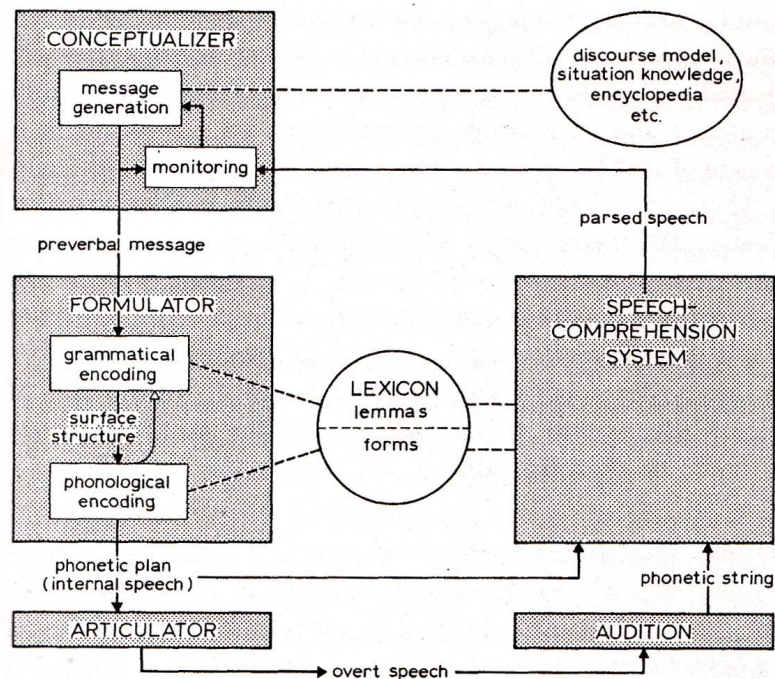 CONCEPTUALIZER
message
generation
monitoring
discourse model,
situation knowledge,
encyclopedia
etc.
preverbal message
parsed speech
FORMULATOR
grammatical
encoding
surface
structure
phonological
encoding
LEXICON
lemmas
forms
SPEECH-
COMPREHENSION
SYSTEM
phonetic plan
(internal speech)
phonetic string
ARTICULATOR
AUDITION
overt speech